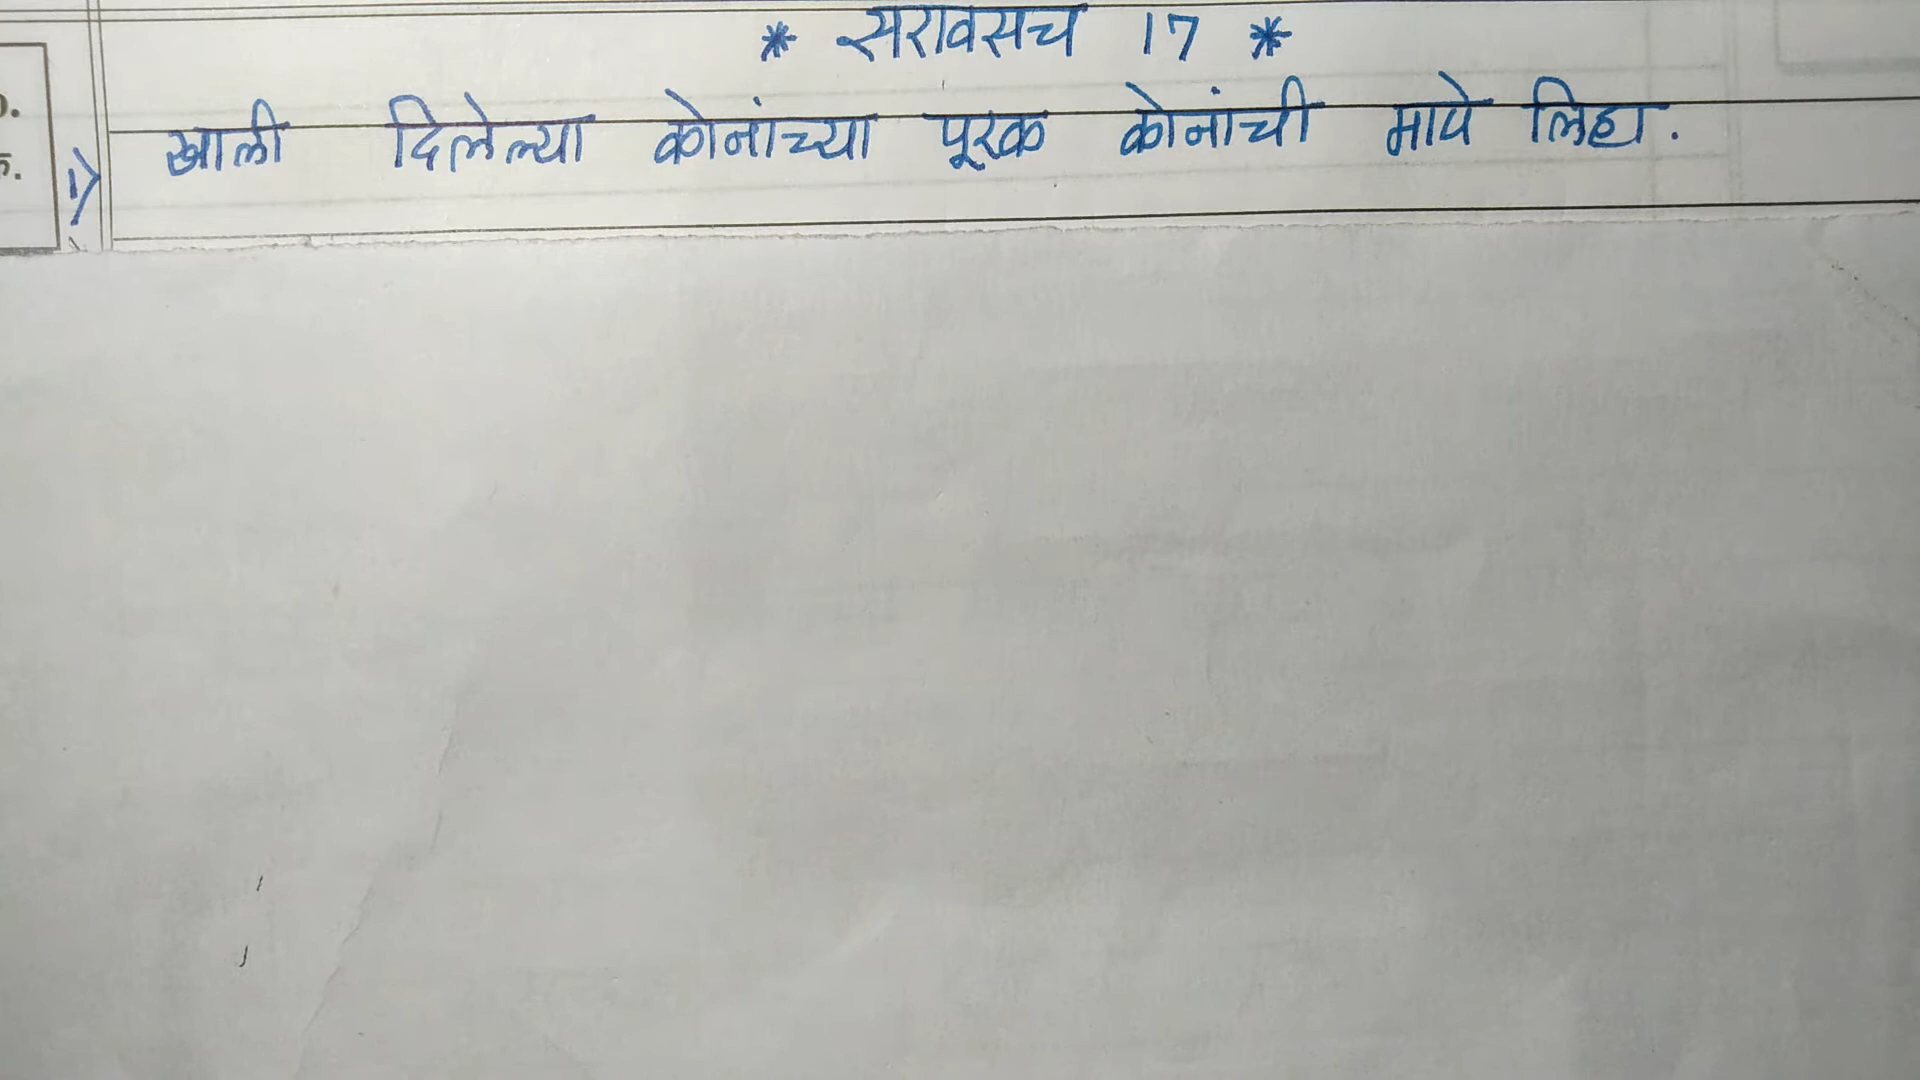 * सरावसंच 17 *
1) खाली दिलेल्या कोनांच्या पूरक कोनांची मापे लिहा.